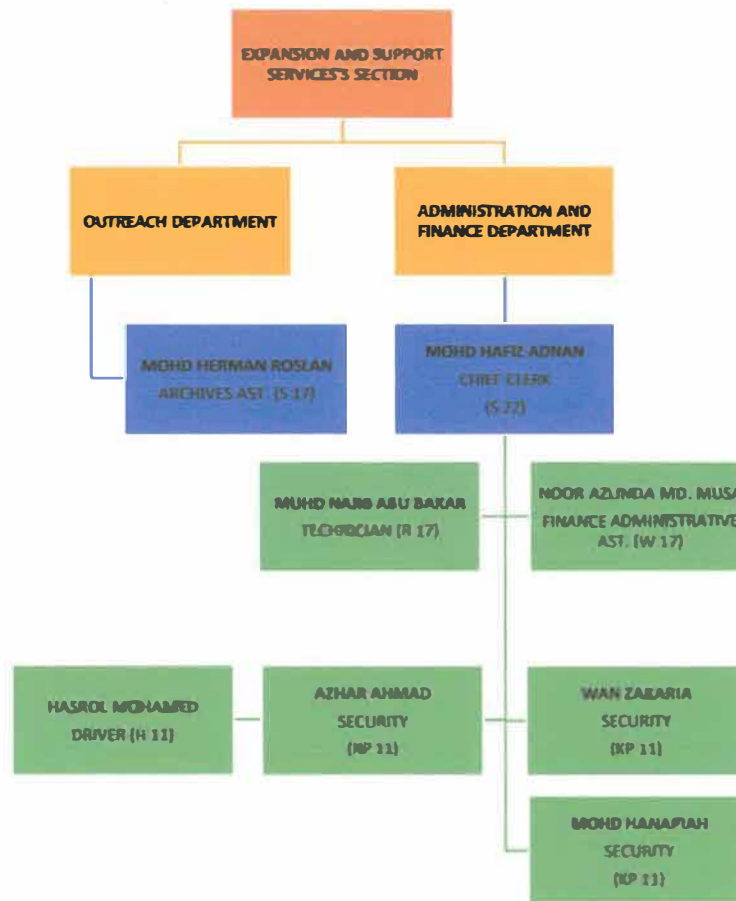 EXPANSION AND SUPPORT
SERVICES'S SECTION
OUTREACH DEPARTMENT
ADMINISTRATION AND
FINANCE DEPARTMENT
MOHD HERMAN ROSLAN
ARCHIVES AST. (S 17)
MOHD HAFIZ ADNAN
CHIEF CLERK
(S 22)
MUHD ABU BAKAR
TECHNICIAN (R 17)
NOOR AZLINDA MD. MUSA
FINANCE ADMINISTRATIVE
AST. (W 17)
HASROL MOHAMED
DRIVER (H 11)
AZHAR AHMAD
SECURITY
(KP 11)
WAN ZAKARIA
SECURITY
(KP 11)
MOHD HANAFIAH
SECURITY
(KP 11)